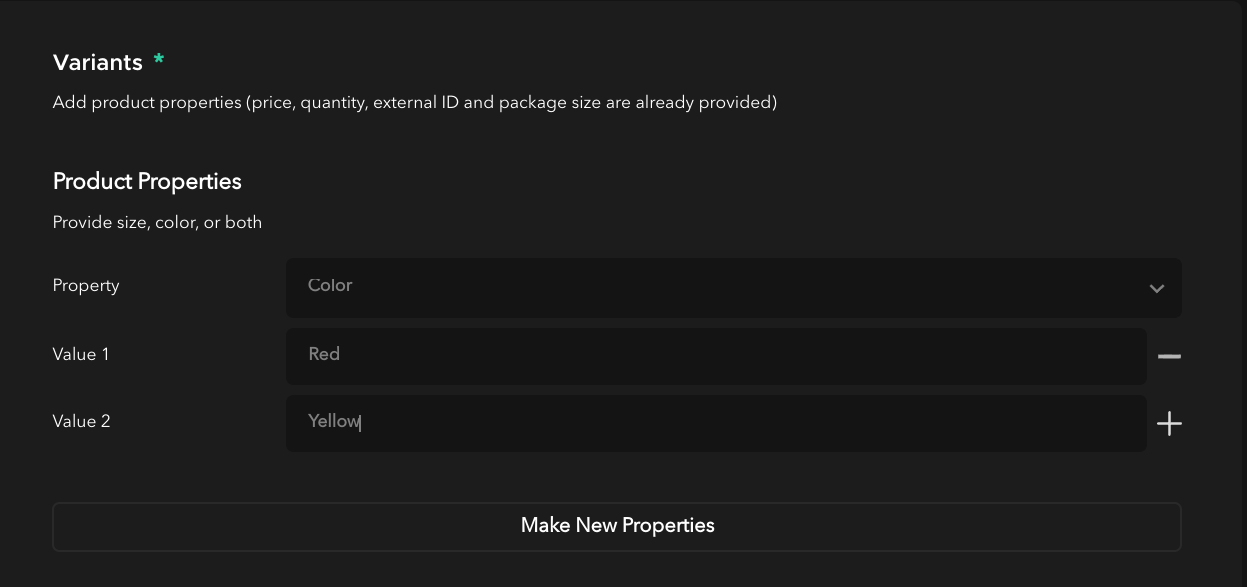 Variants *
Add product properties (price, quantity, external ID and package size are already provided)
Product Properties
Provide size, color, or both
Property Color
Value 1 Red
Value 2 Yellow
Make New Properties